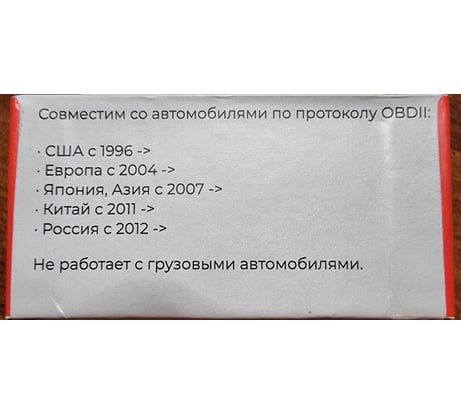 Совместим со автомобилями по протоколу OBDII:
· США с 1996 ->
· Европа с 2004 ->
· Япония, Азия с 2007 ->
· Китай с 2011 ->
· Россия с 2012 ->
Не работает с грузовыми автомобилями.